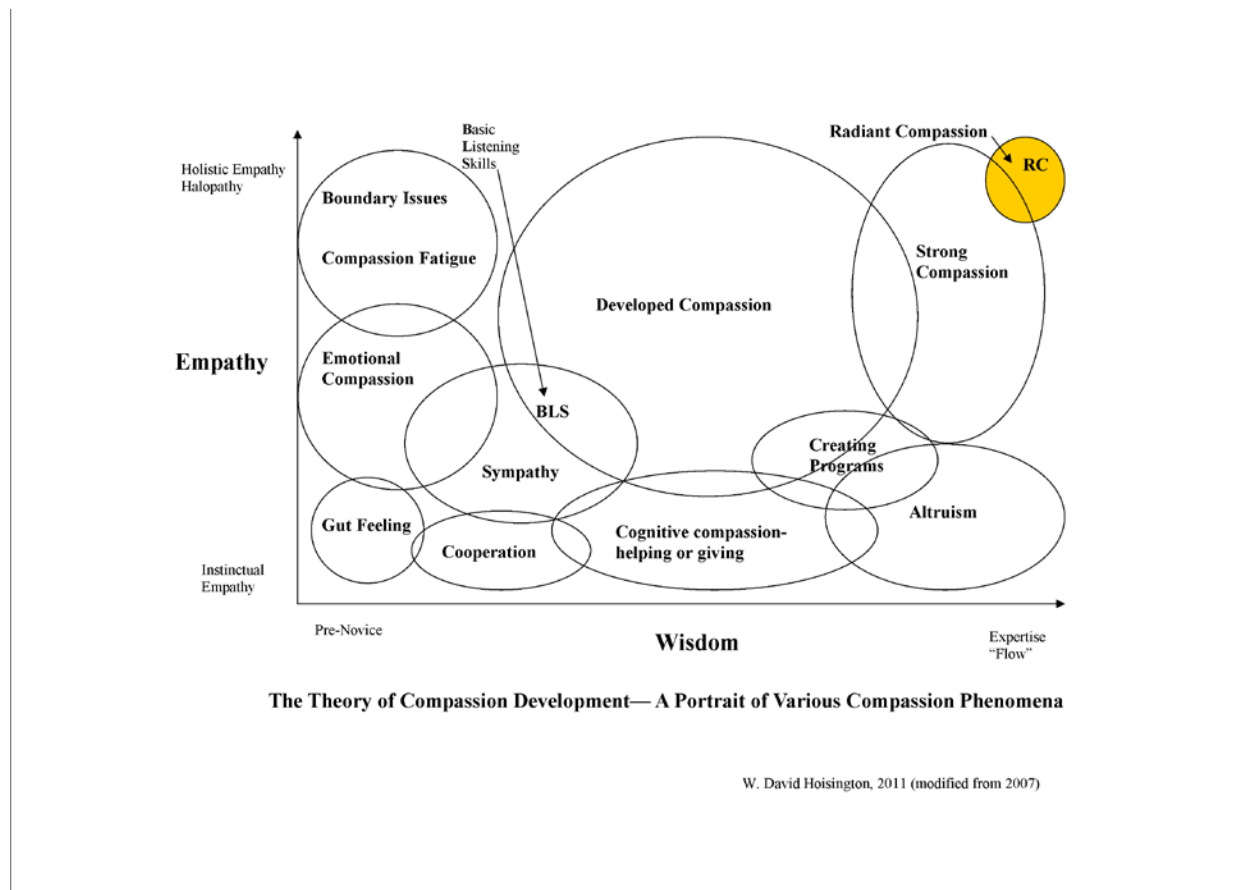 Basic
Listening
Skills
Radiant Compassion
RC
Holistic Empathy
Halopathy
Boundary Issues
Compassion Fatigue
Strong
Compassion
Developed Compassion
Empathy
Emotional
Compassion
BLS
Sympathy
Creating
Programs
Gut Feeling
Cooperation
Cognitive compassion-
helping or giving
Altruism
Instinctual
Empathy
Pre-Novice
Wisdom
Expertise
“Flow”
The Theory of Compassion Development— A Portrait of Various Compassion Phenomena
W. David Hoisington, 2011 (modified from 2007)